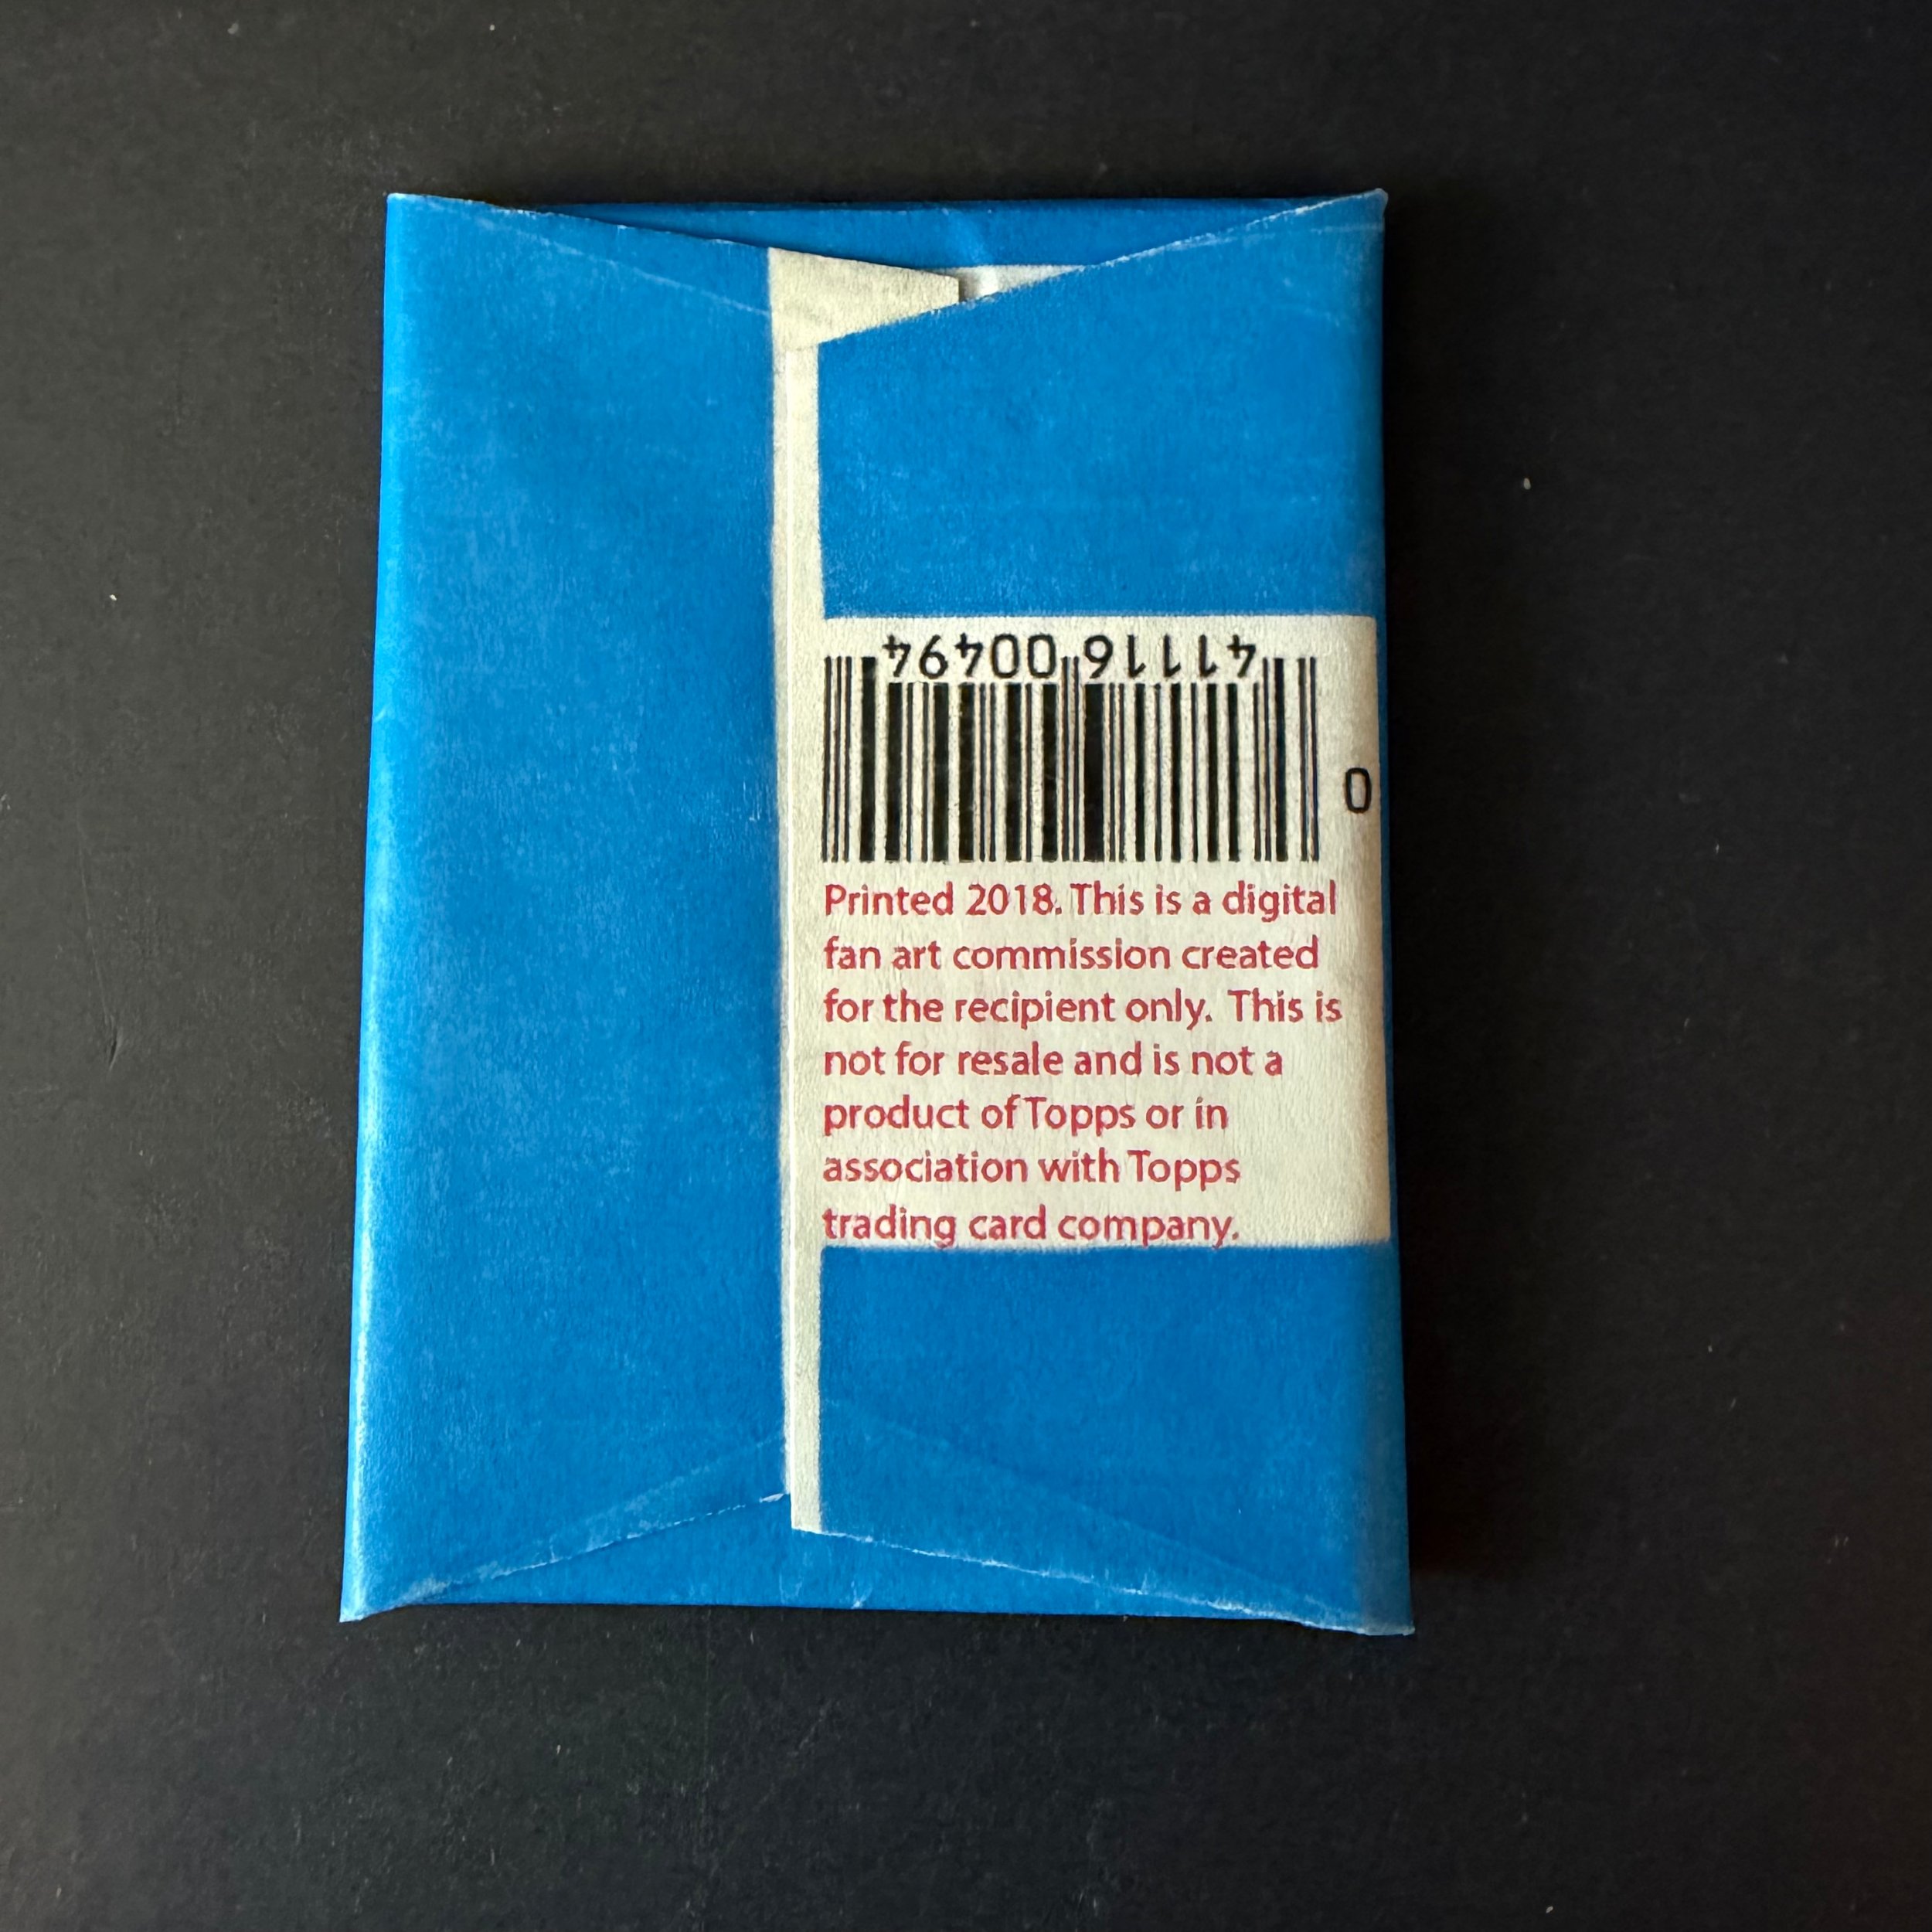 41116 00494
0
Printed 2018. This is a digital
fan art commission created
for the recipient only. This is
not for resale and is not a
product of Topps or in
association with Topps
trading card company.